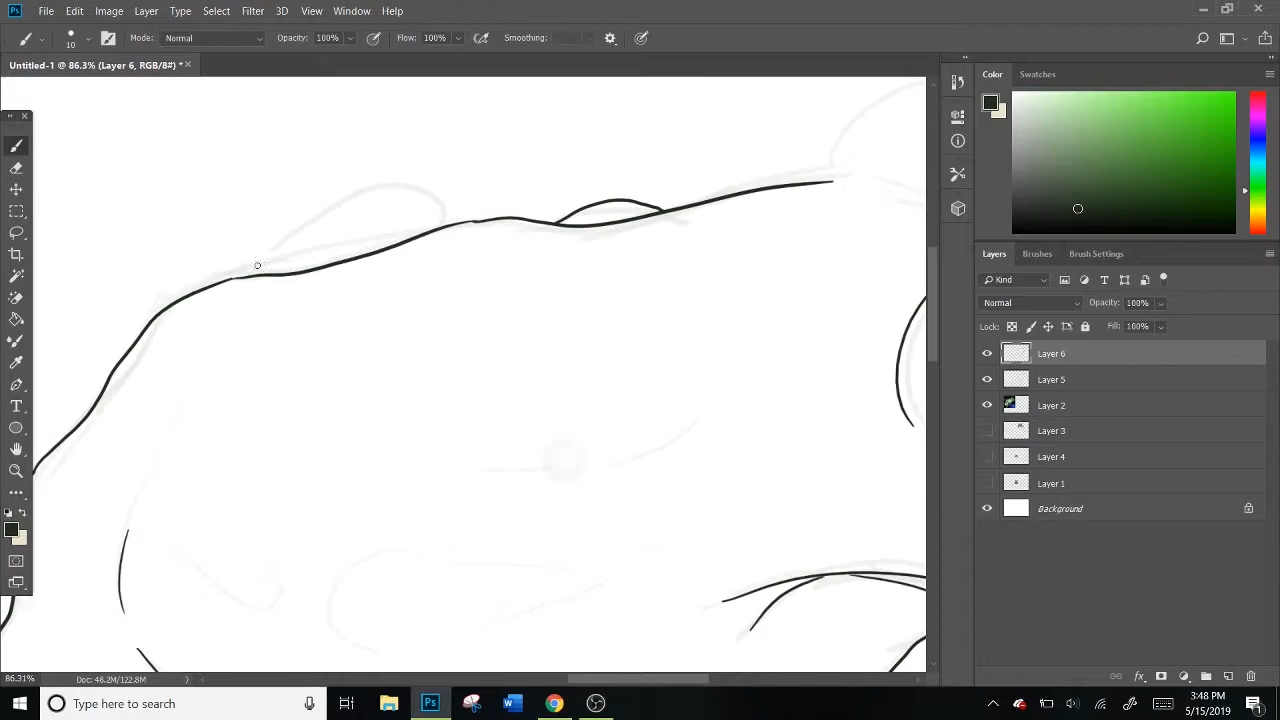 Ps File Edit Image Layer Type Select Filter 3D View Window Help
10 Mode: Normal Opacity: 100% Flow: 100% Smoothing:
Untitled-1 @ 86.3% (Layer 6, RGB/8#) *
Color Swatches
Layers Brushes Brush Settings
Kind
Normal Opacity: 100%
Lock: Fill: 100%
Layer 6
Layer 5
Layer 2
Layer 3
Layer 4
Layer 1
Background
fx
86.31% Doc: 48.2M/122.8M
Type here to search
3:48 PM
5/15/2019